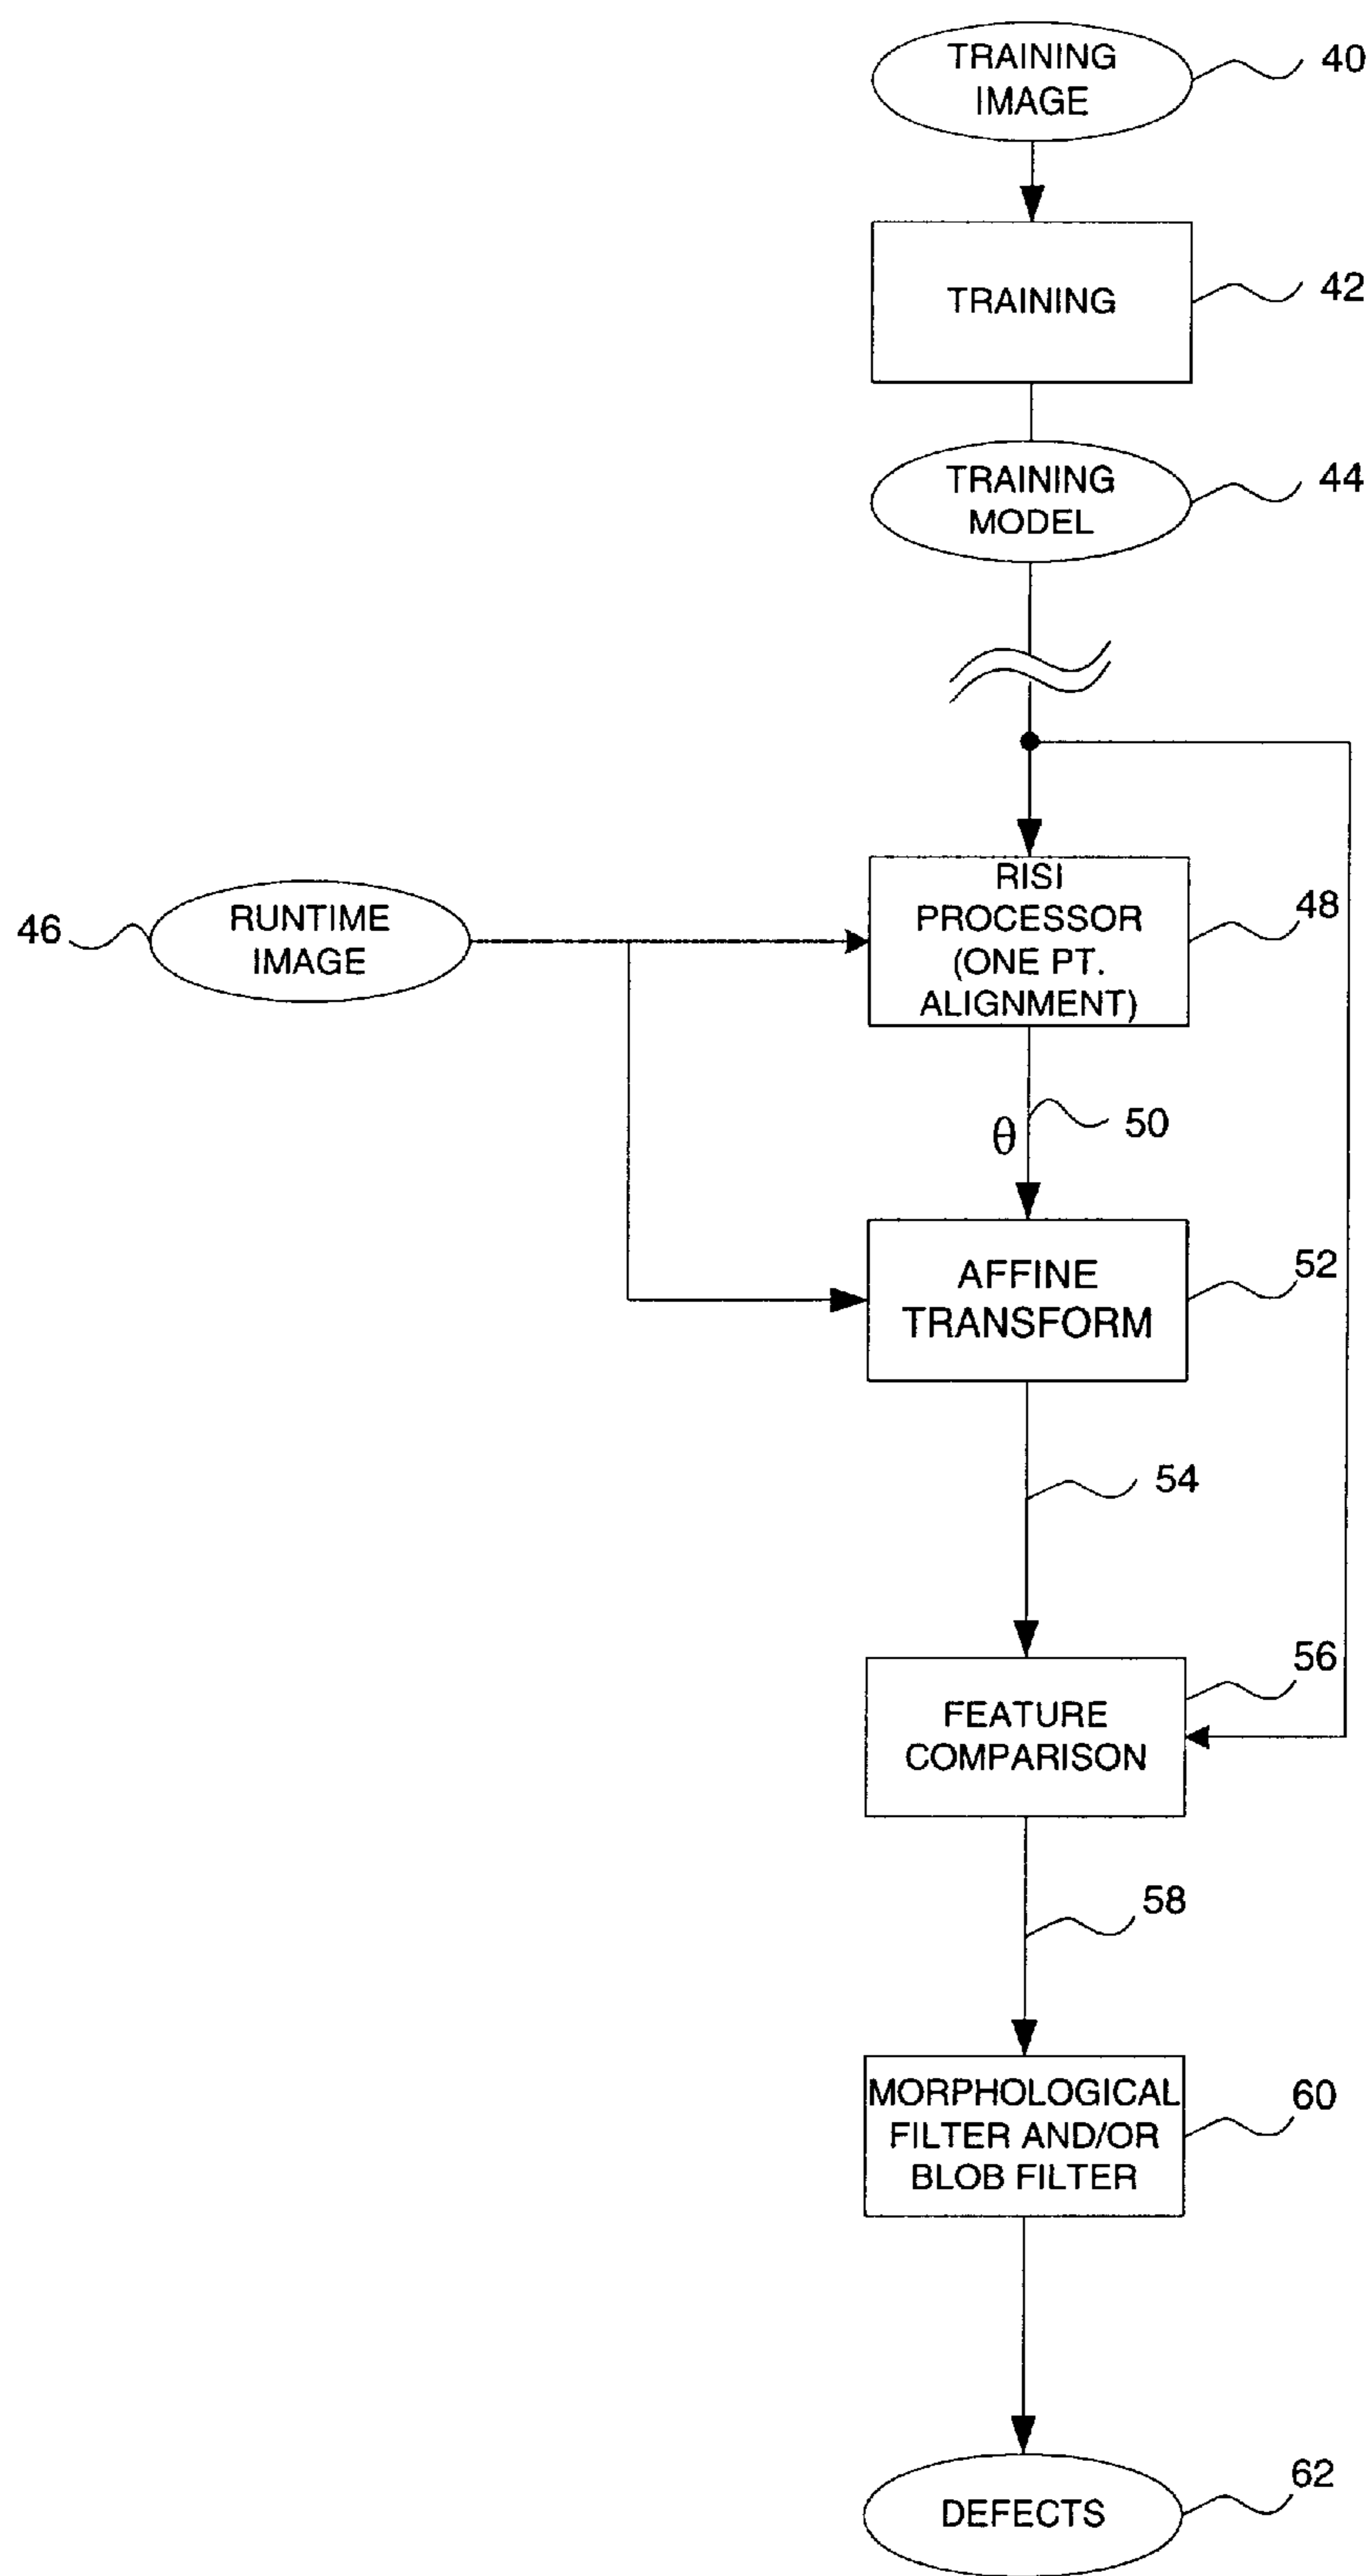 TRAINING
IMAGE
40
TRAINING
42
TRAINING
MODEL
44
RUNTIME
IMAGE
46
RISI
PROCESSOR
(ONE PT.
ALIGNMENT)
48
θ
50
AFFINE
TRANSFORM
52
54
FEATURE
COMPARISON
56
58
MORPHOLOGICAL
FILTER AND/OR
BLOB FILTER
60
DEFECTS
62